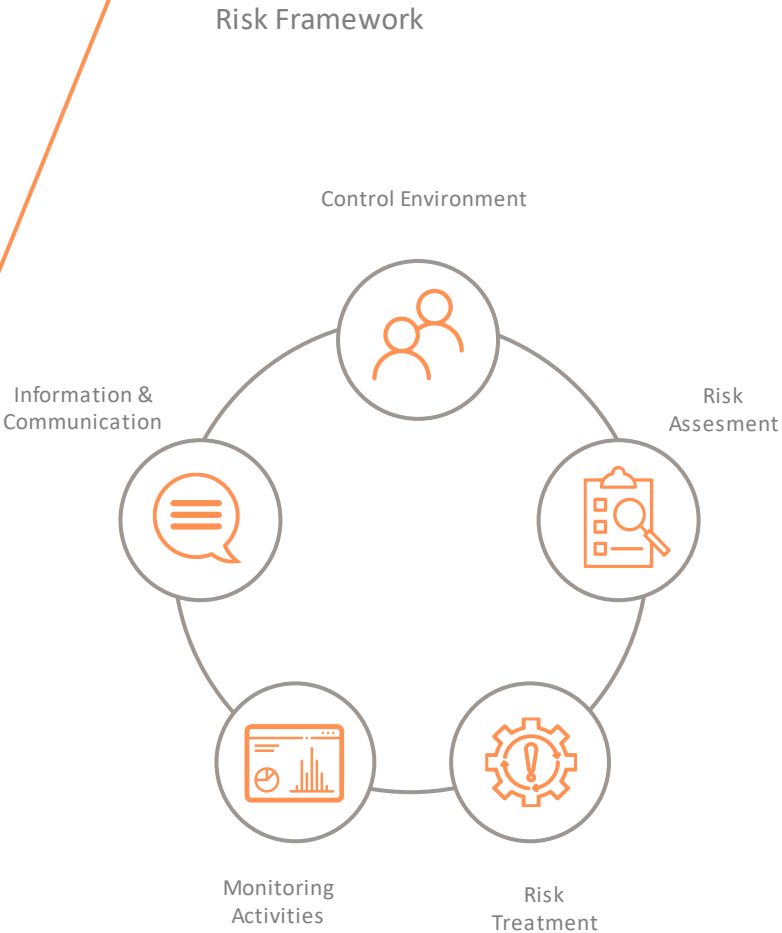 Risk Framework
Control Environment
Information &
Communication
Risk
Assesment
Monitoring
Activities
Risk
Treatment